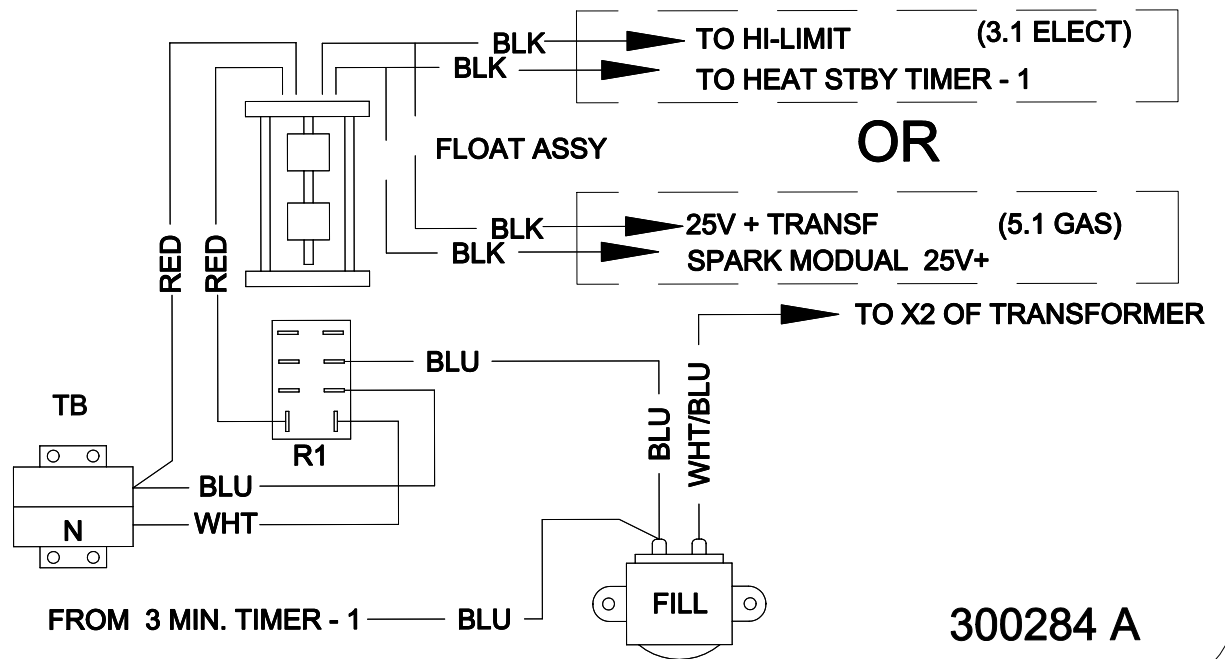 BLK
TO HI-LIMIT (3.1 ELECT)
BLK
TO HEAT STBY TIMER - 1
OR
FLOAT ASSY
BLK
25V + TRANSF (5.1 GAS)
BLK
SPARK MODUAL 25V+
RED
RED
TO X2 OF TRANSFORMER
BLU
TB
BLU
WHT/BLU
R1
BLU
N
WHT
FROM 3 MIN. TIMER - 1
BLU
FILL
300284 A